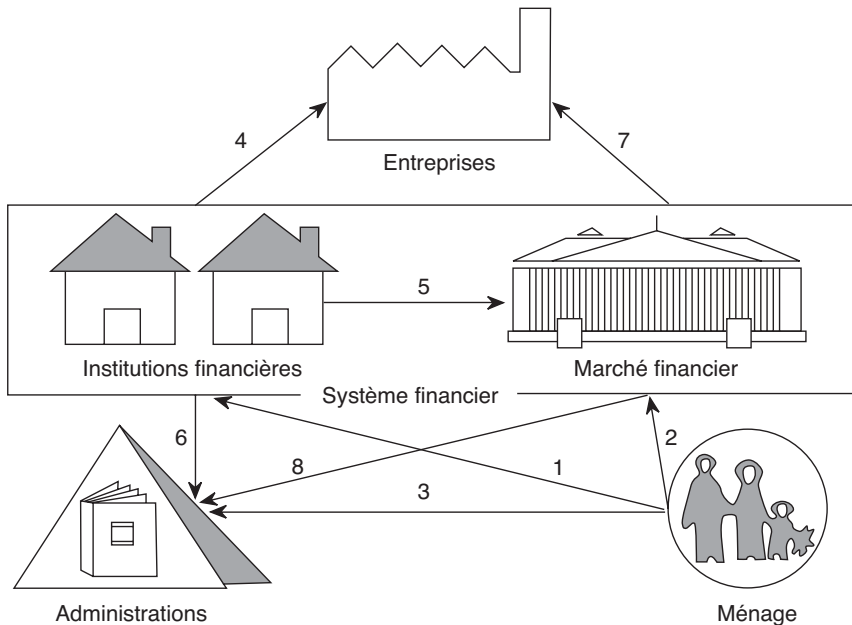 4
7
Entreprises
5
Institutions financières
Marché financier
Système financier
6
8
1
2
3
Administrations
Ménage